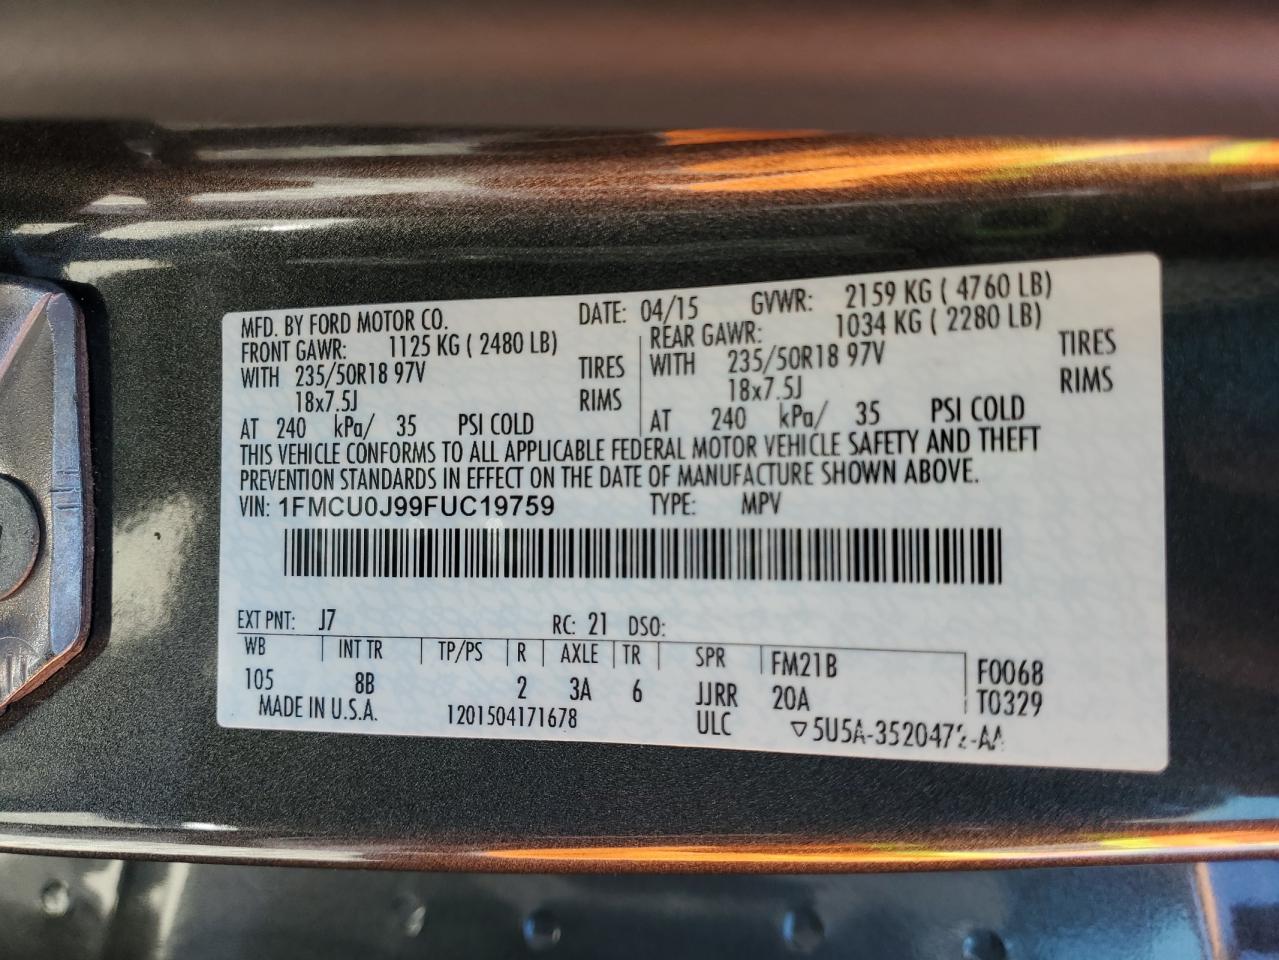 MFD. BY FORD MOTOR CO. DATE: 04/15 GVWR: 2159 KG ( 4760 LB)
FRONT GAWR: 1125 KG ( 2480 LB) REAR GAWR: 1034 KG ( 2280 LB)
WITH 235/50R18 97V TIRES WITH 235/50R18 97V TIRES
18x7.5J RIMS 18x7.5J RIMS
AT 240 kPa/ 35 PSI COLD AT 240 kPa/ 35 PSI COLD
THIS VEHICLE CONFORMS TO ALL APPLICABLE FEDERAL MOTOR VEHICLE SAFETY AND THEFT
PREVENTION STANDARDS IN EFFECT ON THE DATE OF MANUFACTURE SHOWN ABOVE.
VIN: 1FMCU0J99FUC19759 TYPE: MPV
EXT PNT: J7 RC: 21 DSO:
WB INT TR TP/PS R AXLE TR SPR FM21B F0068
105 8B 2 3A 6 JJRR 20A T0329
MADE IN U.S.A. 1201504171678 ULC ▽5U5A-3520472-AA